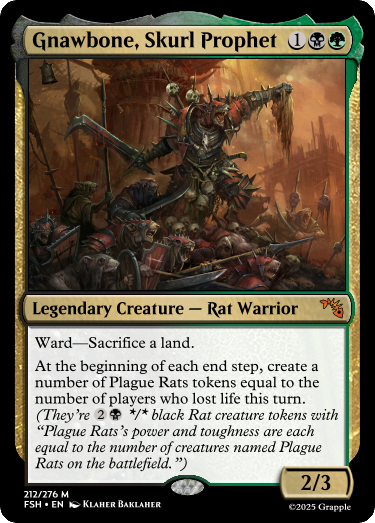 Gnawbone, Skurl Prophet 1
Legendary Creature — Rat Warrior
Ward—Sacrifice a land.
At the beginning of each end step, create a
number of Plague Rats tokens equal to the
number of players who lost life this turn.
(They're 2 */* black Rat creature tokens with
“Plague Rats's power and toughness are each
equal to the number of creatures named Plague
Rats on the battlefield.”)
2/3
212/276 M
FSH • EN Klaher Baklaher
©2025 Grapple